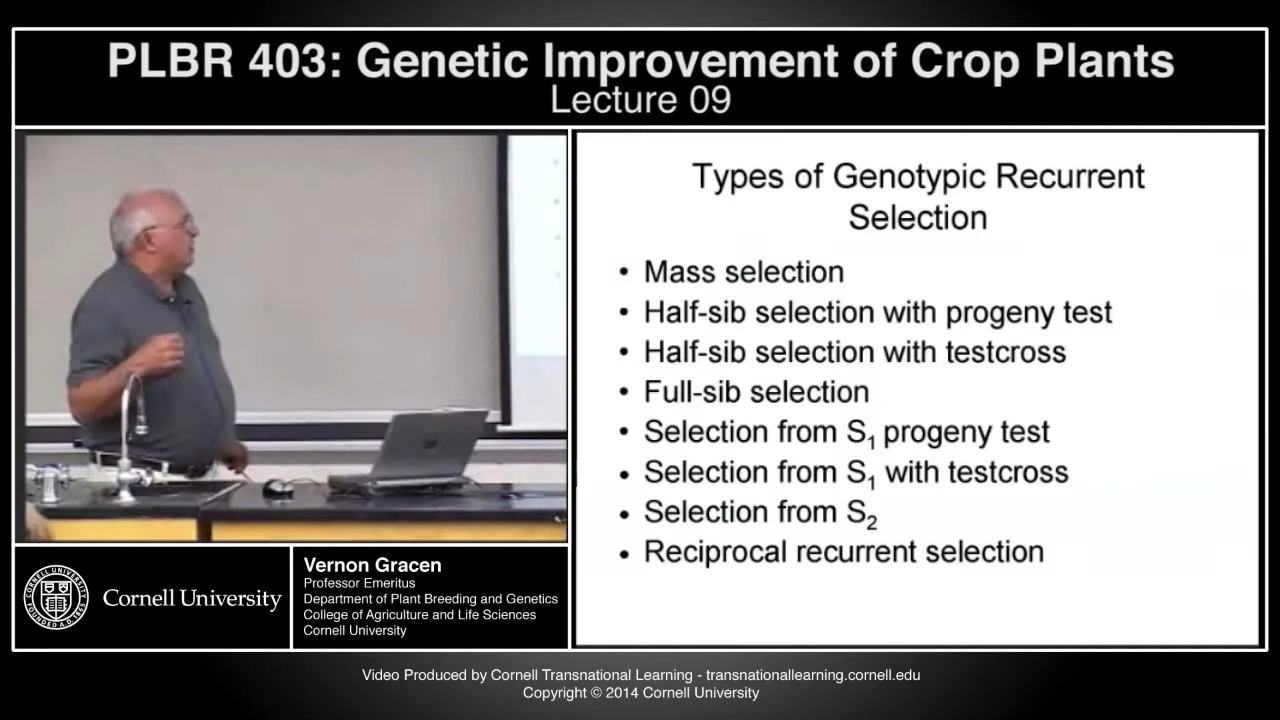 PLBR 403: Genetic Improvement of Crop Plants
Lecture 09
Types of Genotypic Recurrent
Selection
• Mass selection
• Half-sib selection with progeny test
• Half-sib selection with testcross
• Full-sib selection
• Selection from S₁ progeny test
• Selection from S₁ with testcross
• Selection from S₂
• Reciprocal recurrent selection
Cornell University
Vernon Gracen
Professor Emeritus
Department of Plant Breeding and Genetics
College of Agriculture and Life Sciences
Cornell University
Video Produced by Cornell Transnational Learning - transnationallearning.cornell.edu
Copyright © 2014 Cornell University